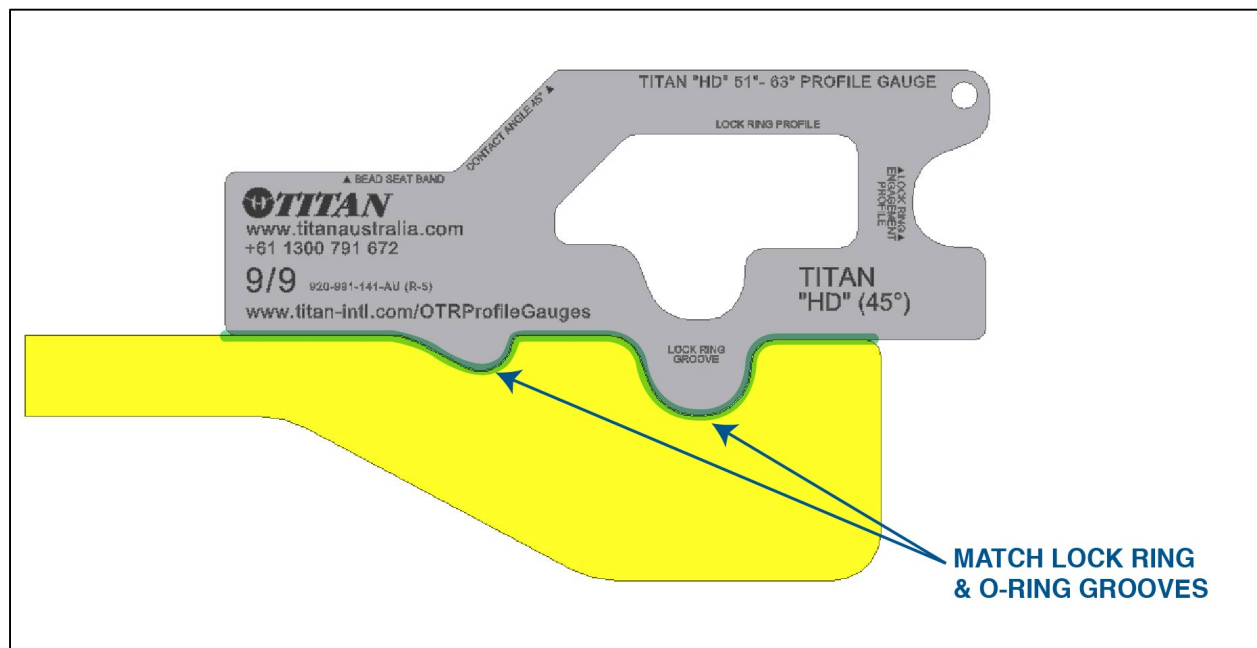 TITAN "HD" 51"- 63" PROFILE GAUGE
LOCK RING PROFILE
CONTACT ANGLE 45° ▲
▲ BEAD SEAT BAND
▲LOCK RING▲
ENGAGEMENT
PROFILE
TITAN
www.titanaustralia.com
+61 1300 791 672
9/9 920-991-141-AU (R-5)
www.titan-intl.com/OTRProfileGauges
TITAN
"HD" (45°)
LOCK RING
GROOVE
MATCH LOCK RING
& O-RING GROOVES